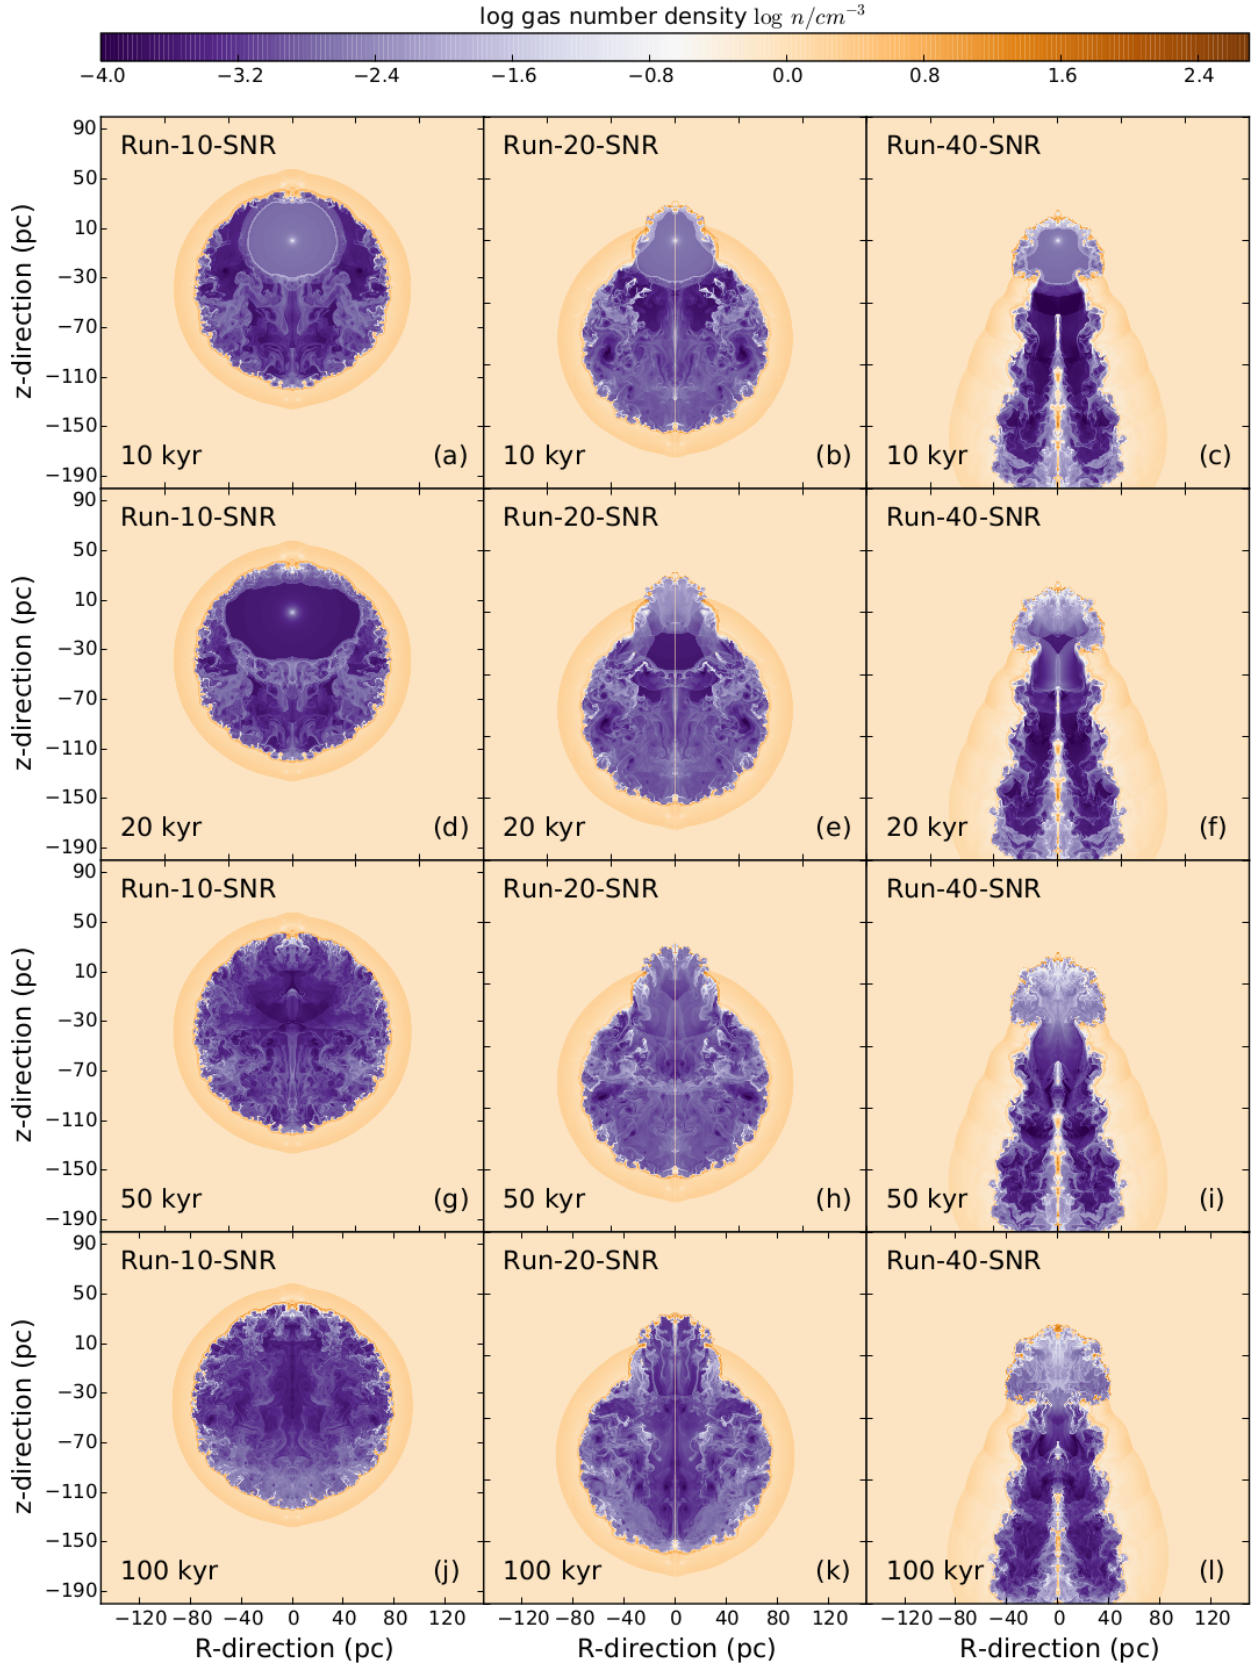 log gas number density log n/cm⁻³
−4.0 −3.2 −2.4 −1.6 −0.8 0.0 0.8 1.6 2.4
90
50
10
−30
−70
−110
−150
−190
z-direction (pc)
Run-10-SNR
10 kyr
(a)
Run-20-SNR
10 kyr
(b)
Run-40-SNR
10 kyr
(c)
90
50
10
−30
−70
−110
−150
−190
z-direction (pc)
Run-10-SNR
20 kyr
(d)
Run-20-SNR
20 kyr
(e)
Run-40-SNR
20 kyr
(f)
90
50
10
−30
−70
−110
−150
−190
z-direction (pc)
Run-10-SNR
50 kyr
(g)
Run-20-SNR
50 kyr
(h)
Run-40-SNR
50 kyr
(i)
90
50
10
−30
−70
−110
−150
−190
z-direction (pc)
Run-10-SNR
100 kyr
(j)
Run-20-SNR
100 kyr
(k)
Run-40-SNR
100 kyr
(l)
−120 −80 −40 0 40 80 120
−120 −80 −40 0 40 80 120
−120 −80 −40 0 40 80 120
R-direction (pc)
R-direction (pc)
R-direction (pc)